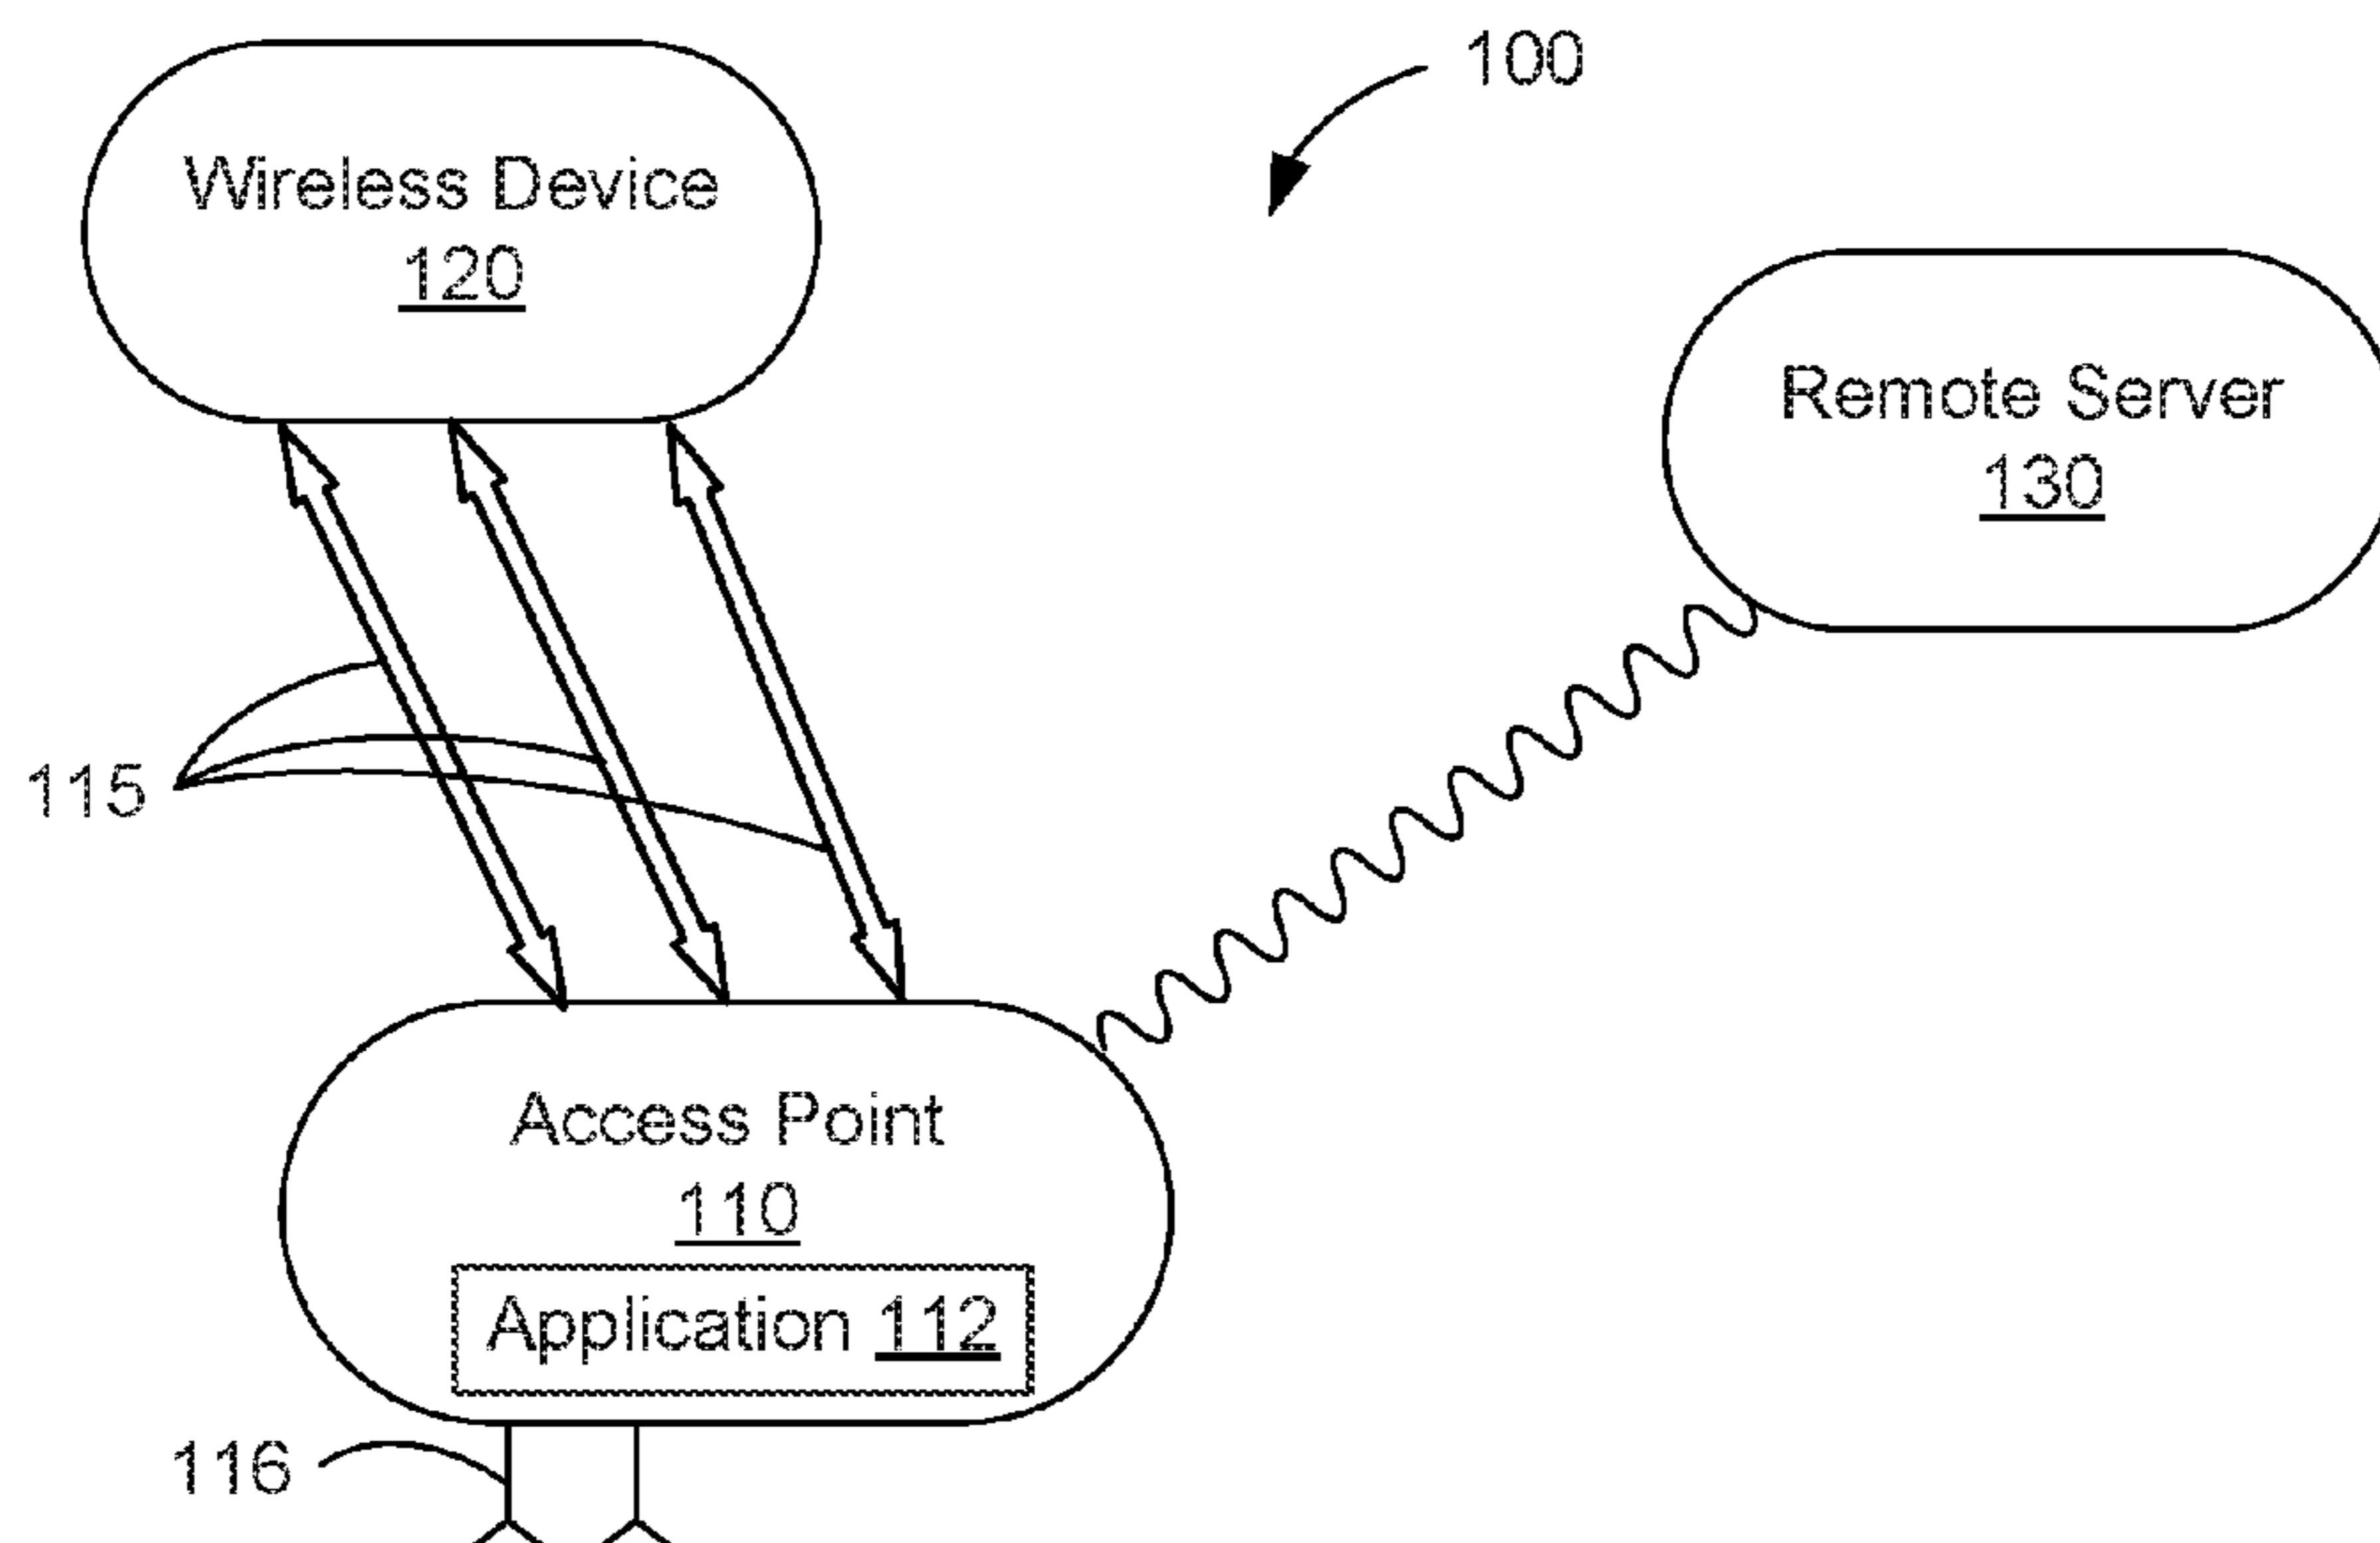 100
Wireless Device
120
Remote Server
130
115
Access Point
110
Application 112
116